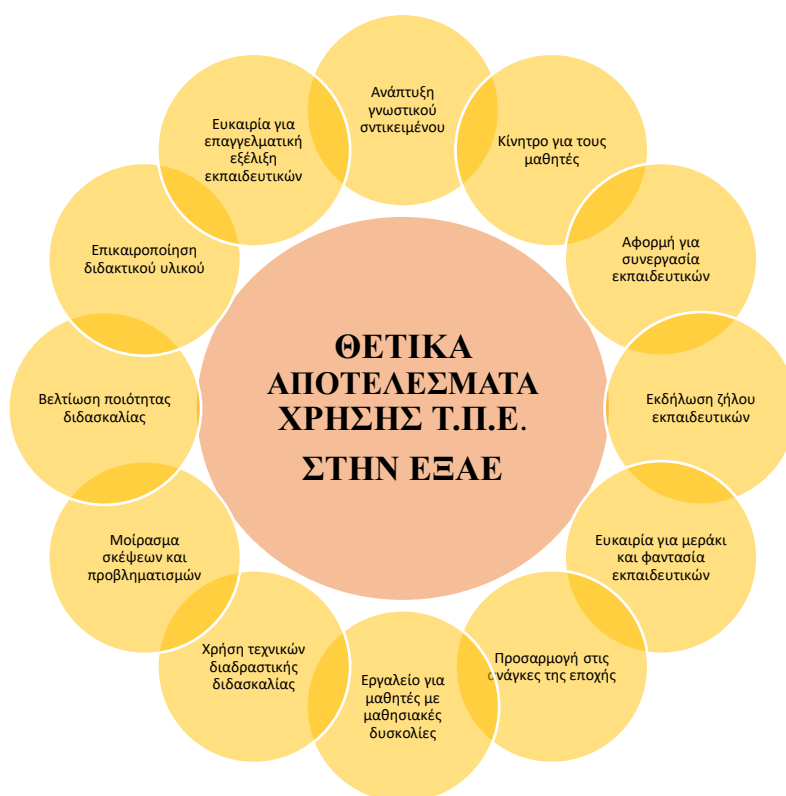 Ανάπτυξη
γνωστικού
σντικειμένου
Κίνητρο για τους
μαθητές
Αφορμή για
συνεργασία
εκπαιδευτικών
Εκδήλωση ζήλου
εκπαιδευτικών
Ευκαιρία για μεράκι
και φαντασία
εκπαιδευτικών
Προσαρμογή στις
ανάγκες της εποχής
Εργαλείο για
μαθητές με
μαθησιακές
δυσκολίες
Χρήση τεχνικών
διαδραστικής
διδασκαλίας
Μοίρασμα
σκέψεων και
προβληματισμών
Βελτίωση ποιότητας
διδασκαλίας
Επικαιροποίηση
διδακτικού υλικού
Ευκαιρία για
επαγγελματική
εξέλιξη
εκπαιδευτικών
ΘΕΤΙΚΑ
ΑΠΟΤΕΛΕΣΜΑΤΑ
ΧΡΗΣΗΣ Τ.Π.Ε.
ΣΤΗΝ ΕΞΑΕ